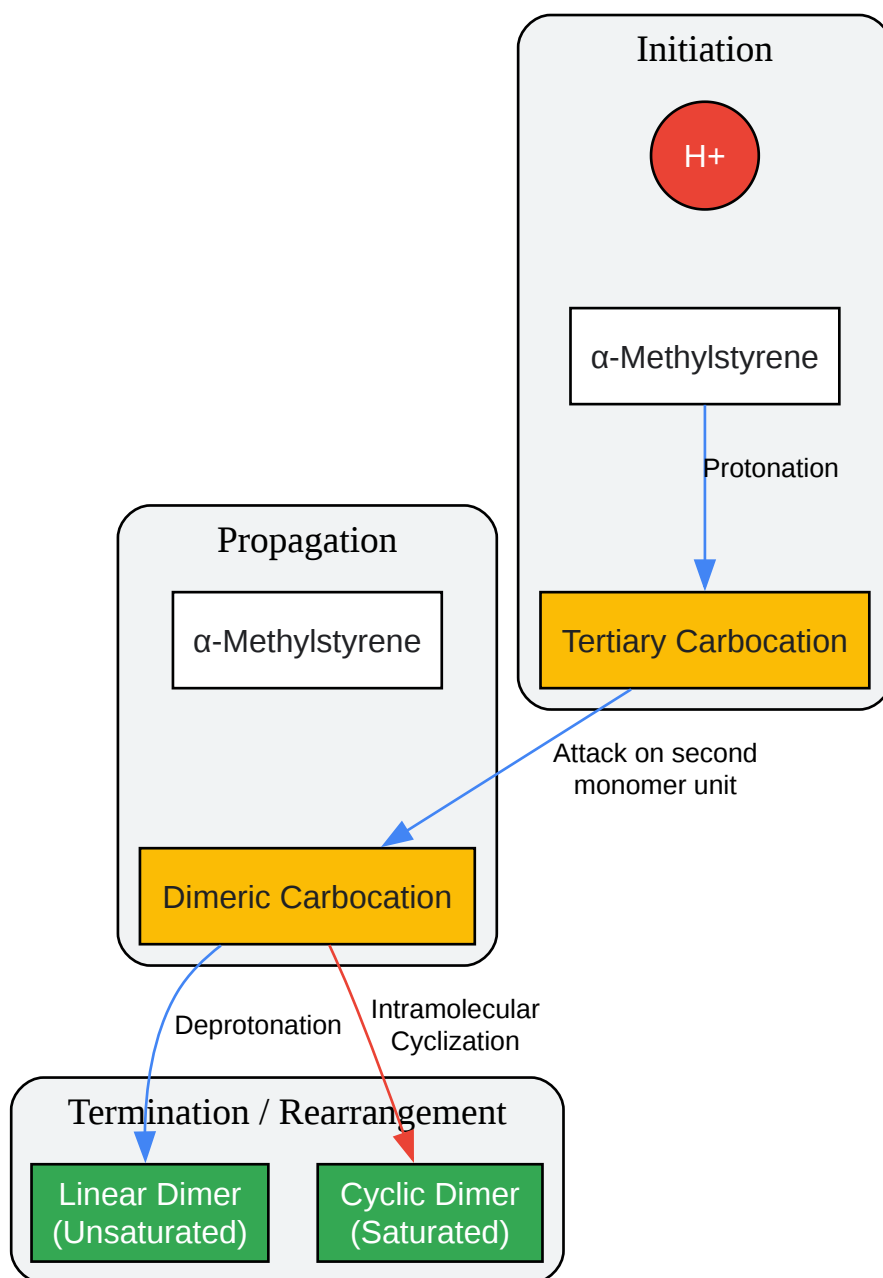 Initiation
H+
α-Methylstyrene
Protonation
Tertiary Carbocation
Propagation
α-Methylstyrene
Attack on second
monomer unit
Dimeric Carbocation
Deprotonation
Intramolecular
Cyclization
Termination / Rearrangement
Linear Dimer
(Unsaturated)
Cyclic Dimer
(Saturated)